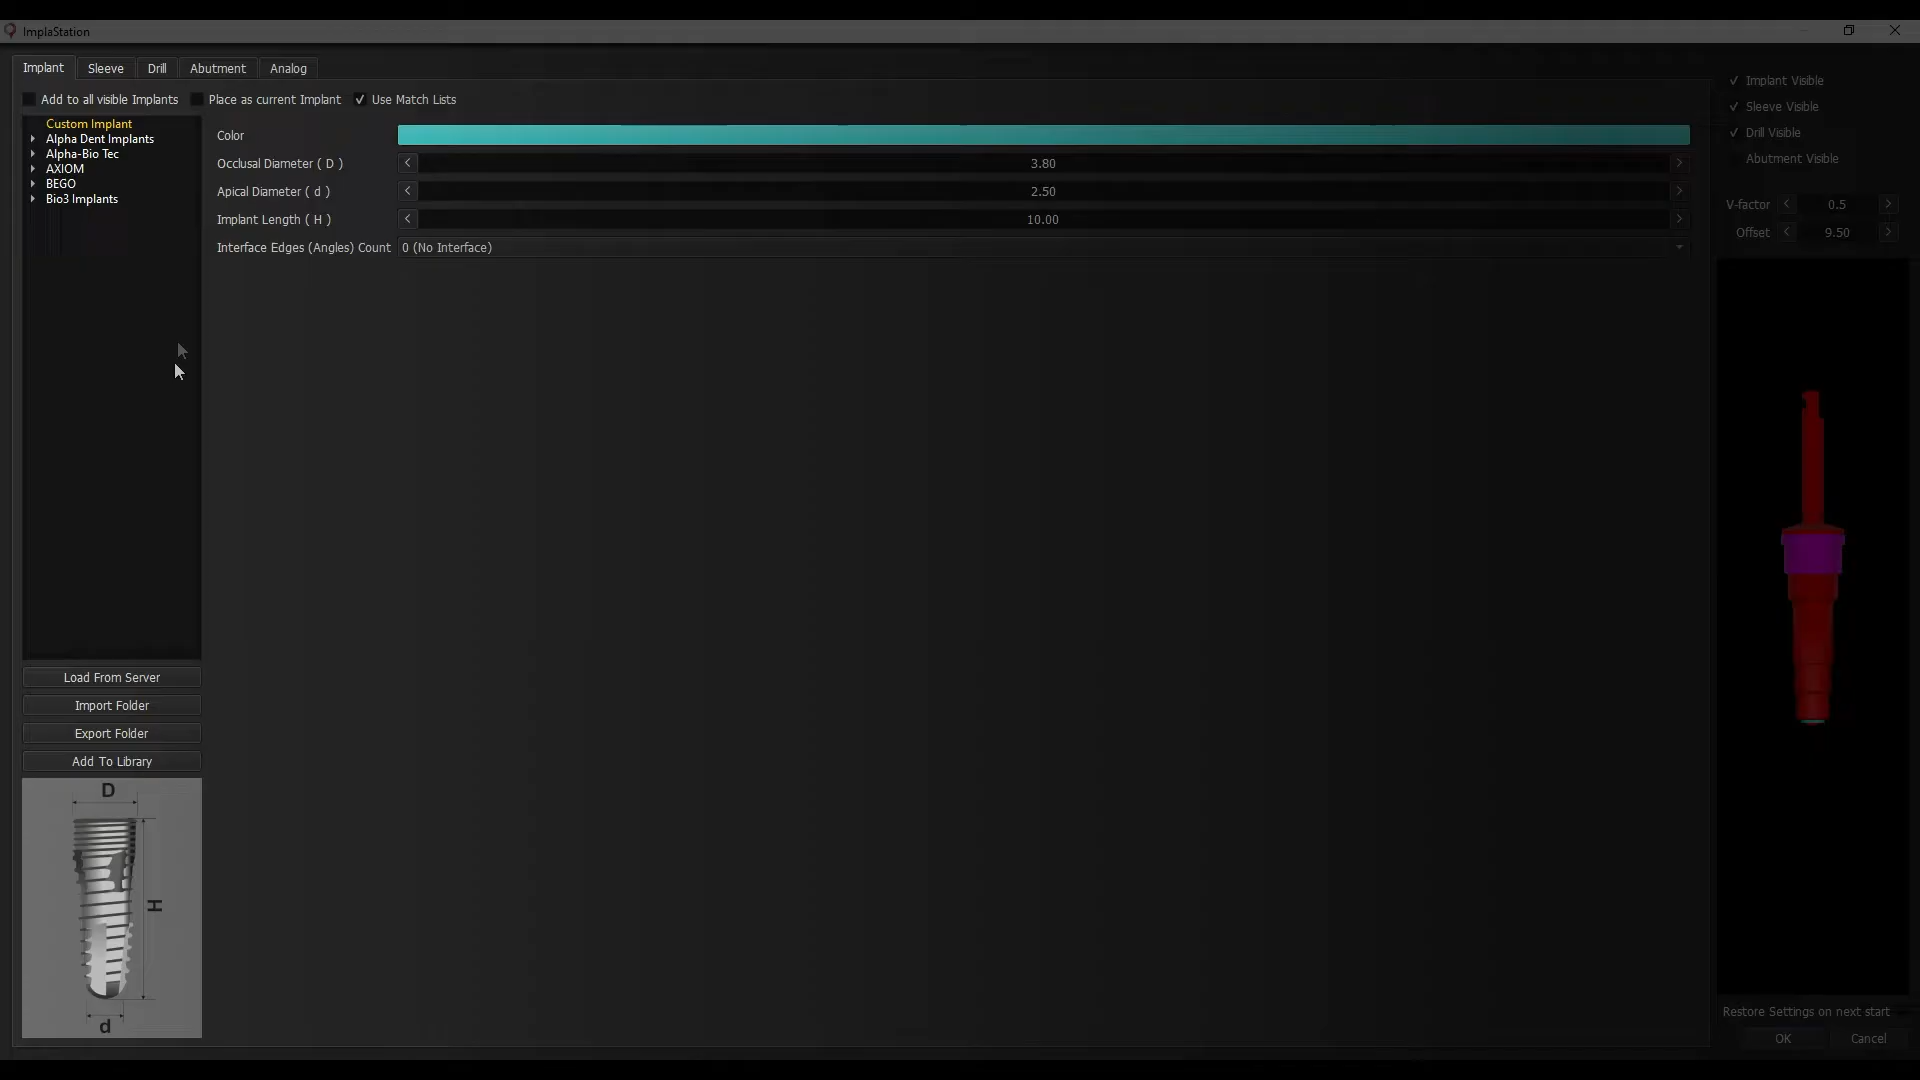 ImplaStation
Implant Sleeve Drill Abutment Analog
Add to all visible Implants Place as current Implant Use Match Lists
Custom Implant
Alpha Dent Implants
Alpha-Bio Tec
AXIOM
BEGO
Bio3 Implants
Load From Server
Import Folder
Export Folder
Add To Library
D
H
d
Color
Occlusal Diameter ( D ) 3.80
Apical Diameter ( d ) 2.50
Implant Length ( H ) 10.00
Interface Edges (Angles) Count 0 (No Interface)
Implant Visible
Sleeve Visible
Drill Visible
Abutment Visible
V-factor 0.5
Offset 9.50
Restore Settings on next start
OK Cancel